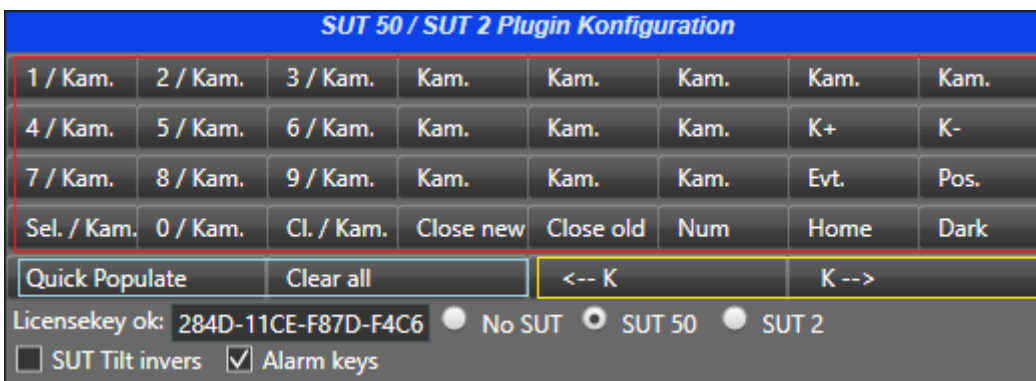 SUT 50 / SUT 2 Plugin Konfiguration
1 / Kam. 2 / Kam. 3 / Kam. Kam. Kam. Kam. Kam. Kam.
4 / Kam. 5 / Kam. 6 / Kam. Kam. Kam. Kam. K+ K-
7 / Kam. 8 / Kam. 9 / Kam. Kam. Kam. Kam. Evt. Pos.
Sel. / Kam. 0 / Kam. Cl. / Kam. Close new Close old Num Home Dark
Quick Populate Clear all <-- K K -->
Licensekey ok: 284D-11CE-F87D-F4C6 No SUT SUT 50 SUT 2
SUT Tilt invers Alarm keys